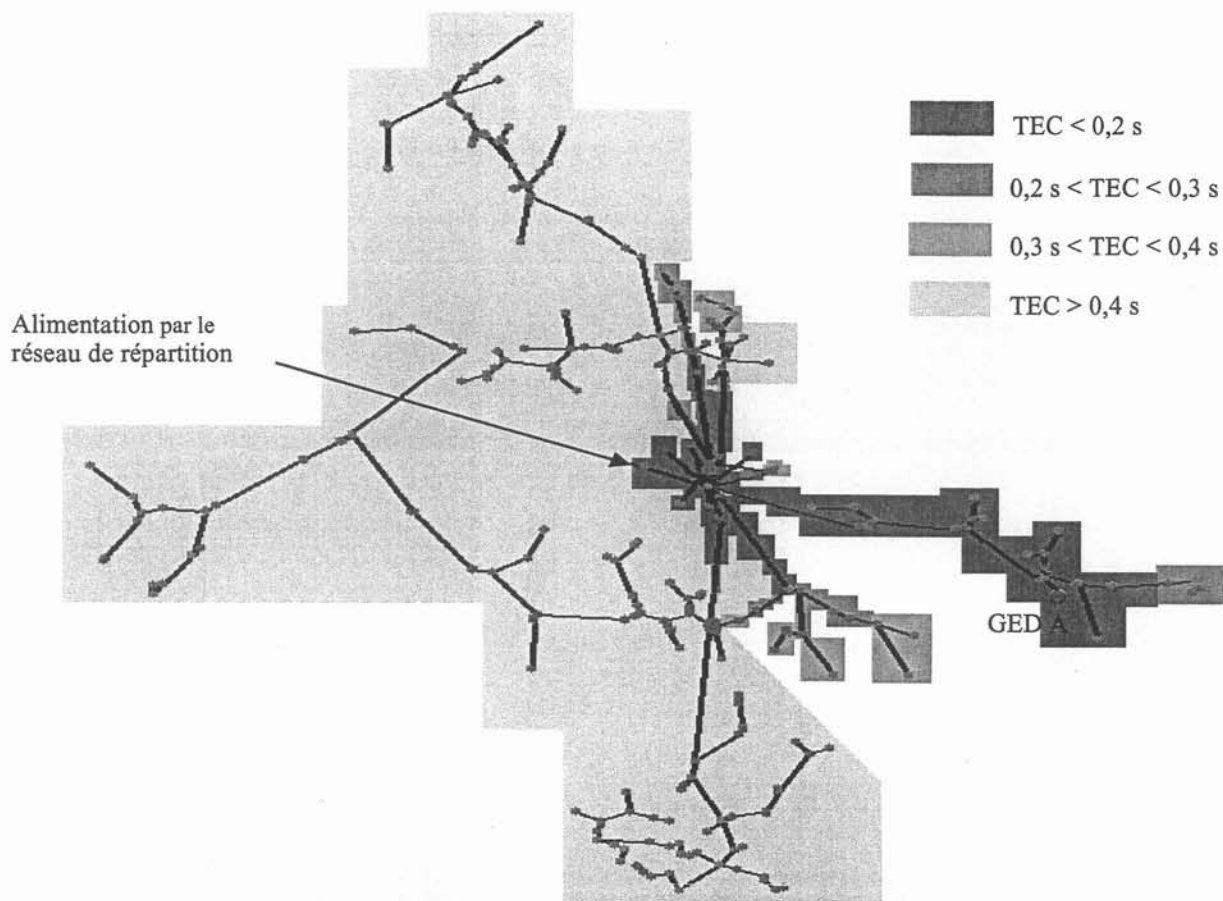 TEC < 0,2 s
0,2 s < TEC < 0,3 s
0,3 s < TEC < 0,4 s
TEC > 0,4 s
Alimentation par le
réseau de répartition
GED A